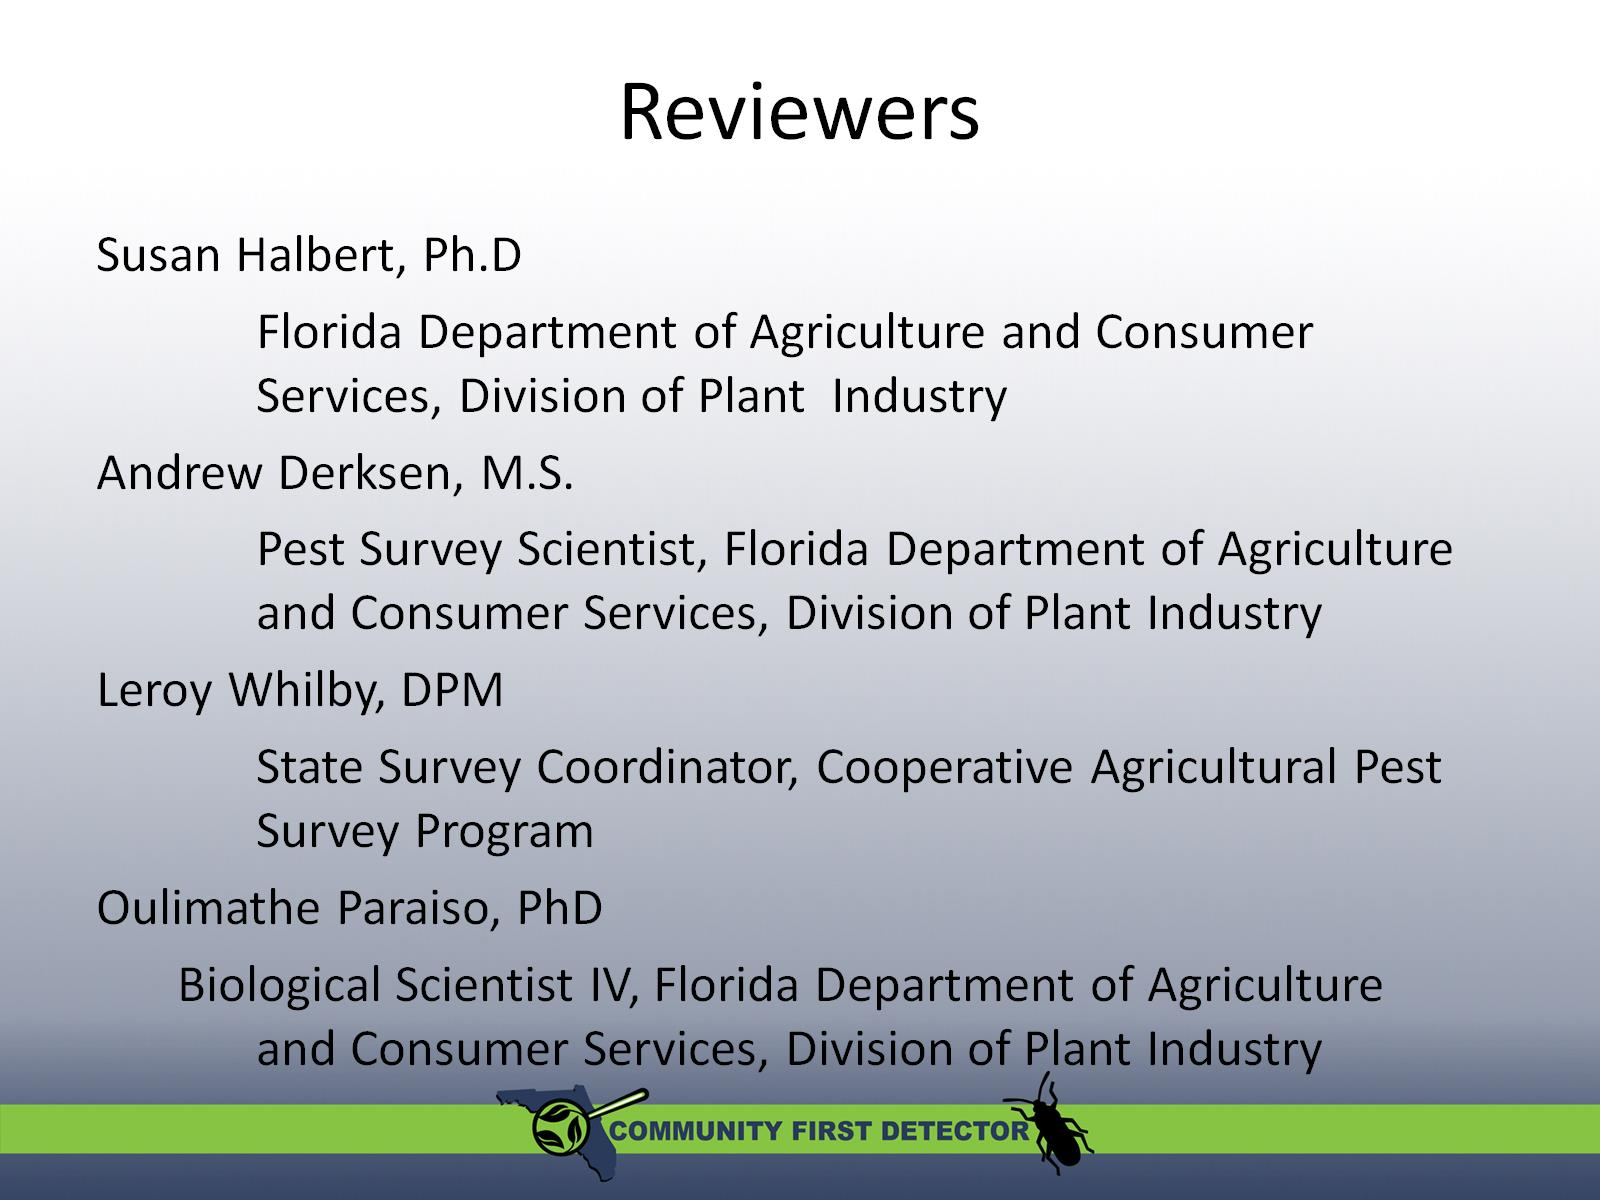 Reviewers
Susan Halbert, Ph.D
Florida Department of Agriculture and Consumer
Services, Division of Plant  Industry
Andrew Derksen, M.S.
Pest Survey Scientist, Florida Department of Agriculture
and Consumer Services, Division of Plant Industry
Leroy Whilby, DPM
State Survey Coordinator, Cooperative Agricultural Pest
Survey Program
Oulimathe Paraiso, PhD
Biological Scientist IV, Florida Department of Agriculture
and Consumer Services, Division of Plant Industry
COMMUNITY FIRST DETECTOR